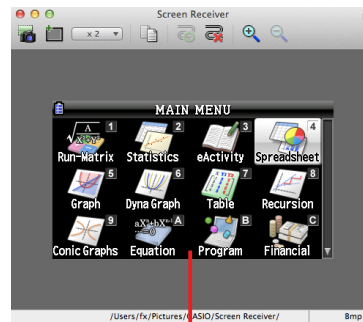 Screen Receiver
x 2
MAIN MENU
1 2 3 4
Run-Matrix Statistics eActivity Spreadsheet
5 6 7 8
Graph Dyna Graph Table Recursion
9 A B C
Conic Graphs Equation Program Financial
/Users/fx/Pictures/CASIO/Screen Receiver/ Bmp